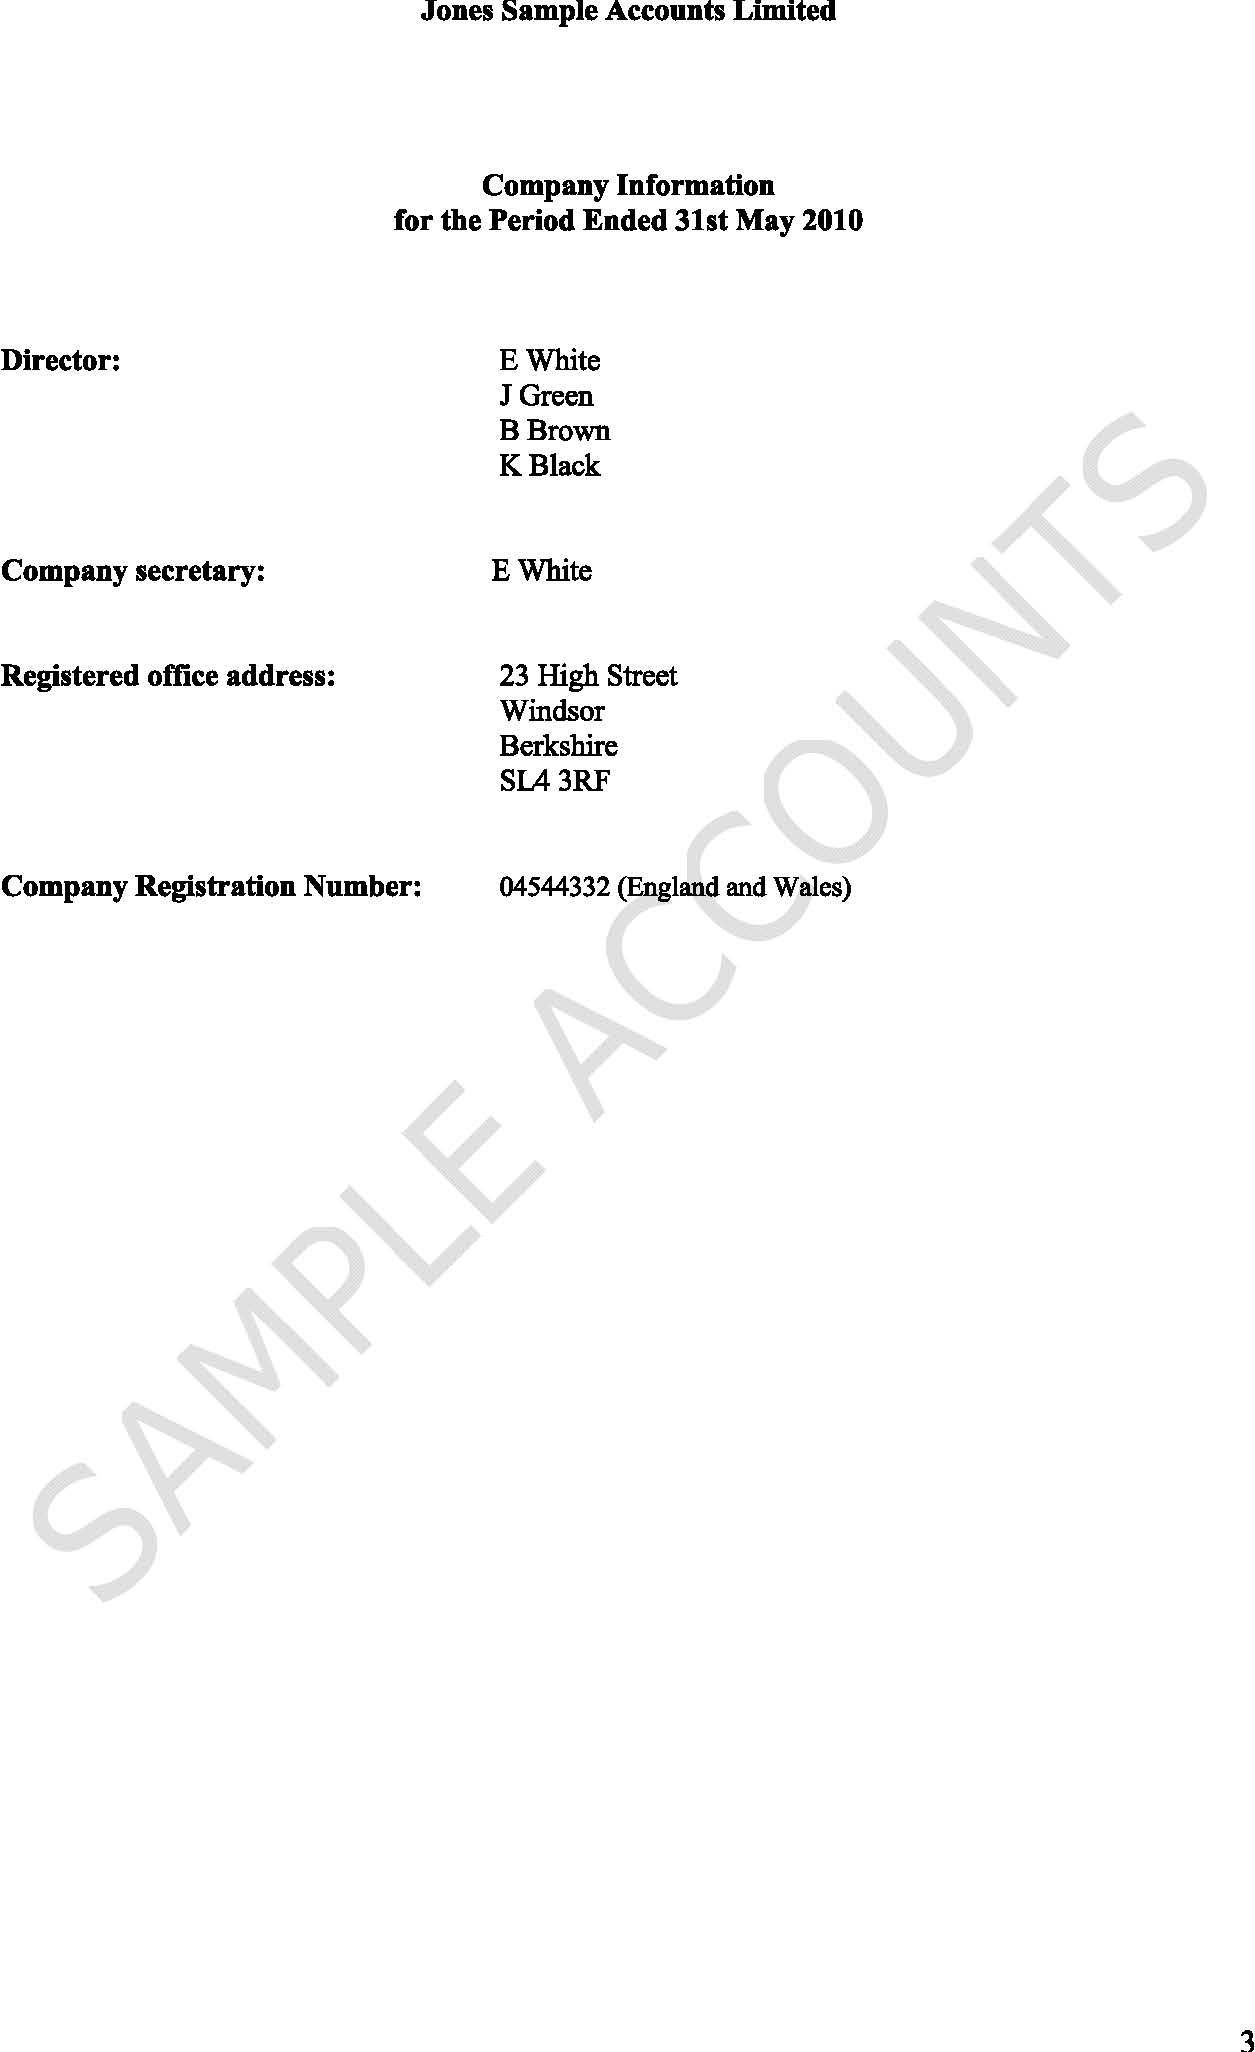 Jones Sample Accounts Limited
Company Information
for the Period Ended 31st May 2010
Director: E White
J Green
B Brown
K Black
Company secretary: E White
Registered office address: 23 High Street
Windsor
Berkshire
SL4 3RF
Company Registration Number: 04544332 (England and Wales)
SAMPLE ACCOUNTS
3